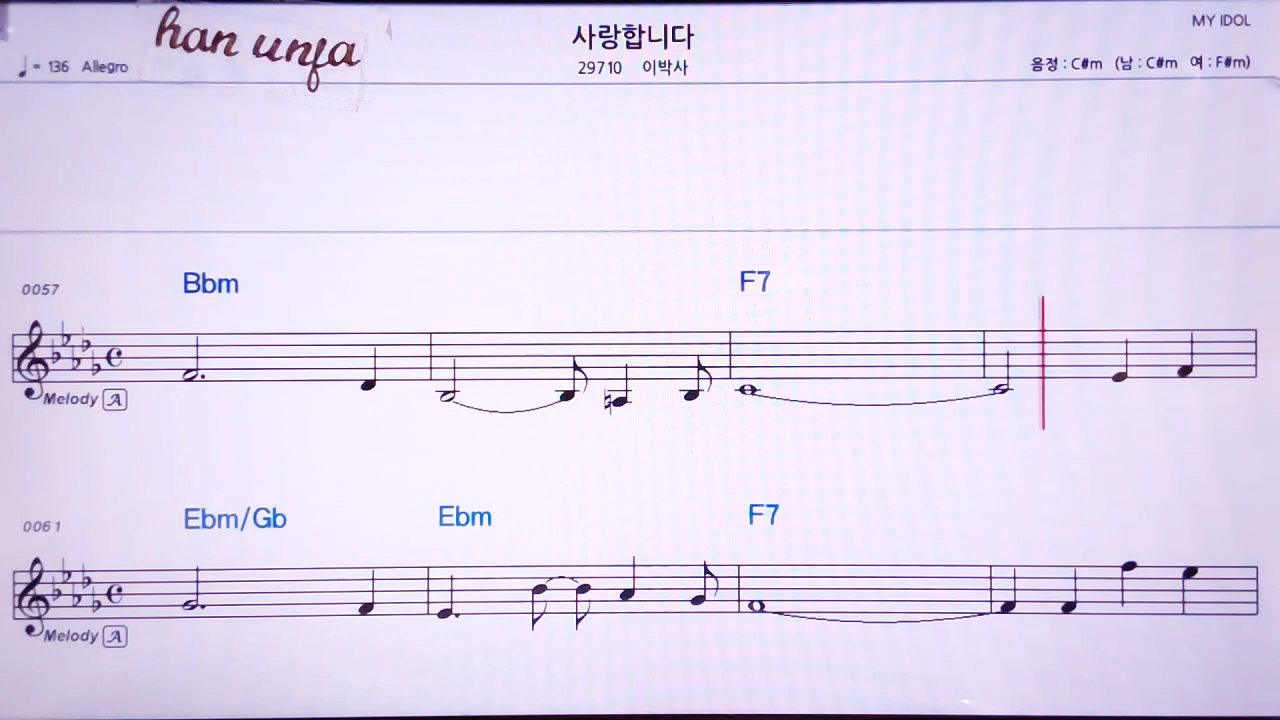 han unfa
사랑합니다
MY IDOL
♩= 136 Allegro
29710 이박사
음정 : C#m (남 : C#m 여 : F#m)
Bbm F7
0057
Melody A
Ebm/Gb Ebm F7
0061
Melody A